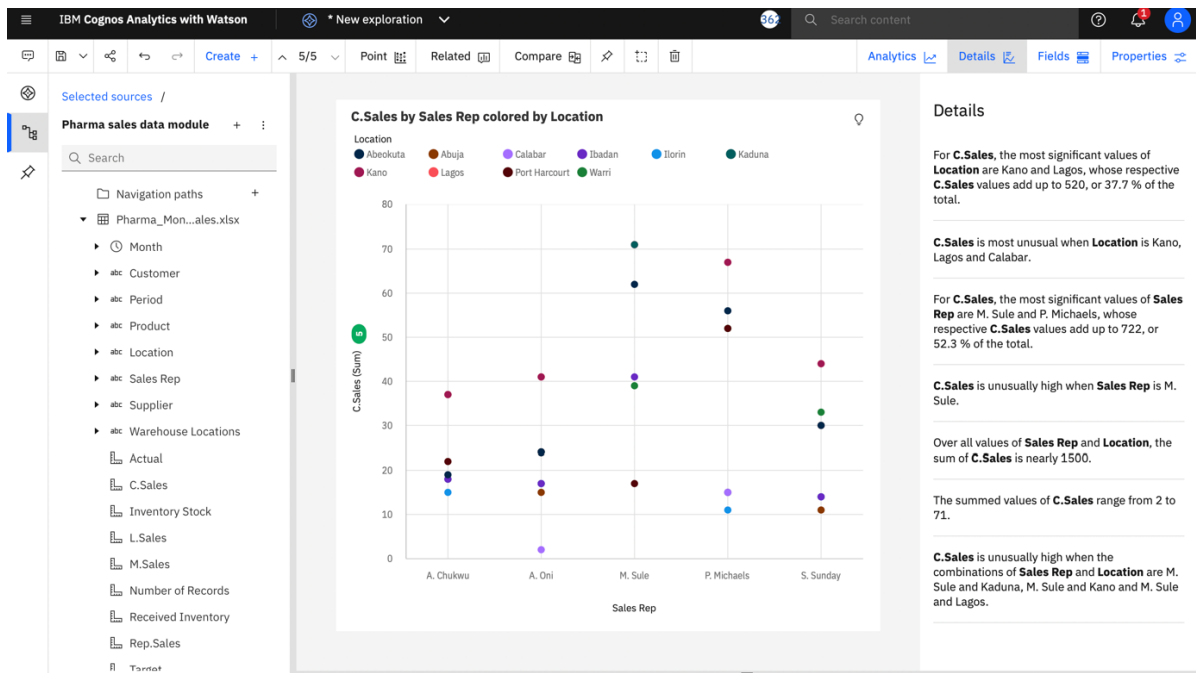 IBM Cognos Analytics with Watson
* New exploration
362
Search content
1
Create +
5/5
Point
Related
Compare
Analytics
Details
Fields
Properties
Selected sources /
Pharma sales data module
Search
Navigation paths
Pharma_Mon...ales.xlsx
Month
abc Customer
abc Period
abc Product
abc Location
abc Sales Rep
abc Supplier
abc Warehouse Locations
Actual
C.Sales
Inventory Stock
L.Sales
M.Sales
Number of Records
Received Inventory
Rep.Sales
Target
C.Sales by Sales Rep colored by Location
Location
Abeokuta
Abuja
Calabar
Ibadan
Ilorin
Kaduna
Kano
Lagos
Port Harcourt
Warri
80
70
60
50
40
30
20
10
0
5
C.Sales (Sum)
A. Chukwu
A. Oni
M. Sule
P. Michaels
S. Sunday
Sales Rep
Details
For C.Sales, the most significant values of
Location are Kano and Lagos, whose respective
C.Sales values add up to 520, or 37.7 % of the
total.
C.Sales is most unusual when Location is Kano,
Lagos and Calabar.
For C.Sales, the most significant values of Sales
Rep are M. Sule and P. Michaels, whose
respective C.Sales values add up to 722, or
52.3 % of the total.
C.Sales is unusually high when Sales Rep is M.
Sule.
Over all values of Sales Rep and Location, the
sum of C.Sales is nearly 1500.
The summed values of C.Sales range from 2 to
71.
C.Sales is unusually high when the
combinations of Sales Rep and Location are M.
Sule and Kaduna, M. Sule and Kano and M. Sule
and Lagos.